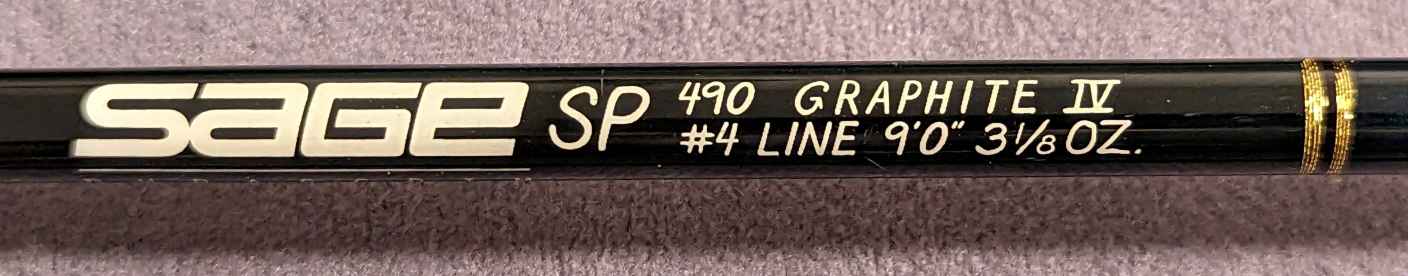 SAGE SP 490 GRAPHITE IV
#4 LINE 9'0" 3 1/8 OZ.